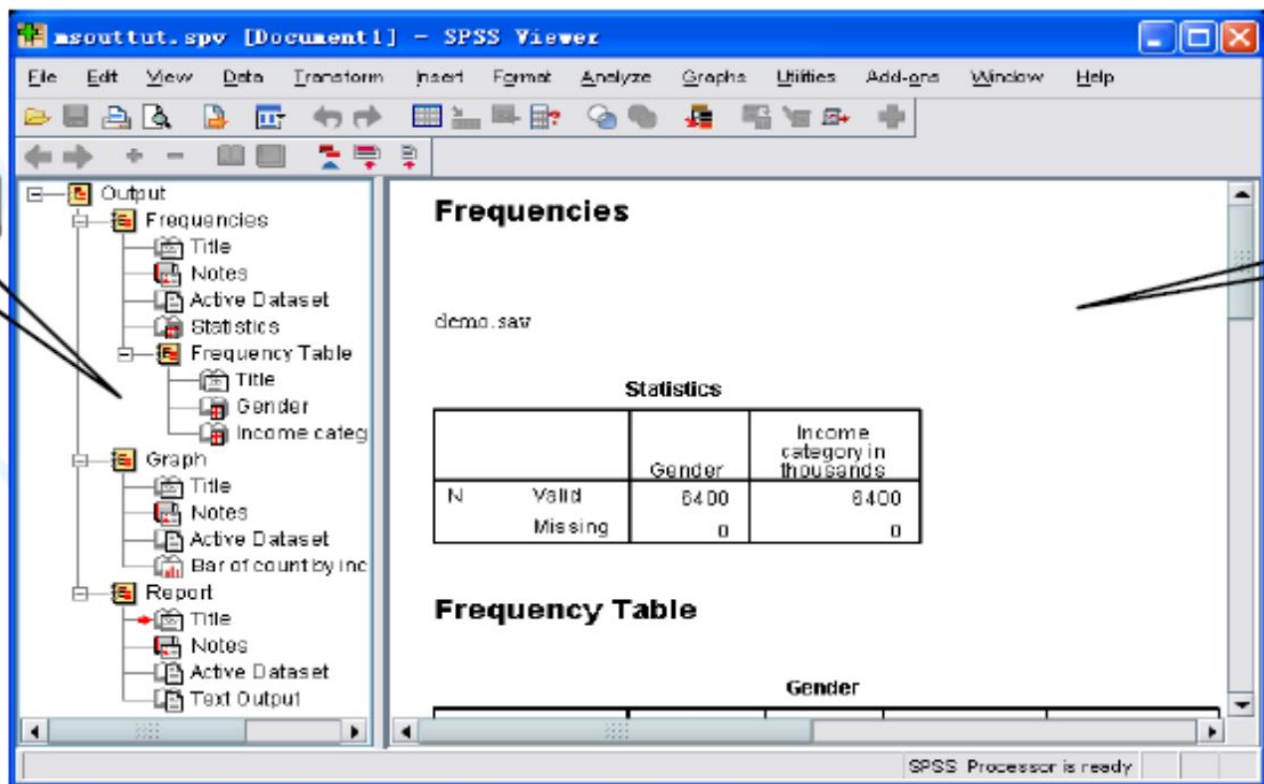 msouttut.spv [Document1] - SPSS Viewer
File Edit View Data Transform Insert Format Analyze Graphs Utilities Add-ons Window Help
Output
Frequencies
Title
Notes
Active Dataset
Statistics
Frequency Table
Title
Gender
Income categ
Graph
Title
Notes
Active Dataset
Bar of count by inc
Report
Title
Notes
Active Dataset
Text Output
Frequencies
demo.sav
Statistics
Gender
Income
category in
thousands
N Valid 6400 6400
Missing 0 0
Frequency Table
Gender
SPSS Processor is ready